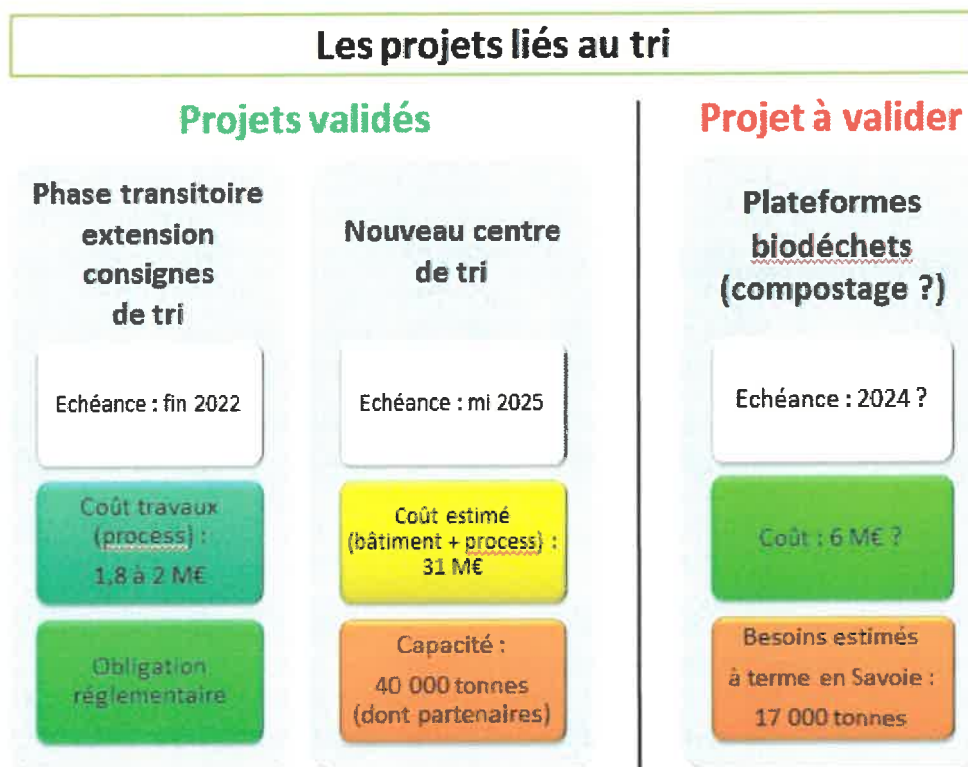 Les projets liés au tri
Projets validés
Projet à valider
Phase transitoire
extension
consignes
de tri
Echéance : fin 2022
Coût travaux
(process) :
1,8 à 2 M€
Obligation
réglementaire
Nouveau centre
de tri
Echéance : mi 2025
Coût estimé
(bâtiment + process) :
31 M€
Capacité :
40 000 tonnes
(dont partenaires)
Plateformes
biodéchets
(compostage ?)
Echéance : 2024 ?
Coût : 6 M€ ?
Besoins estimés
à terme en Savoie :
17 000 tonnes